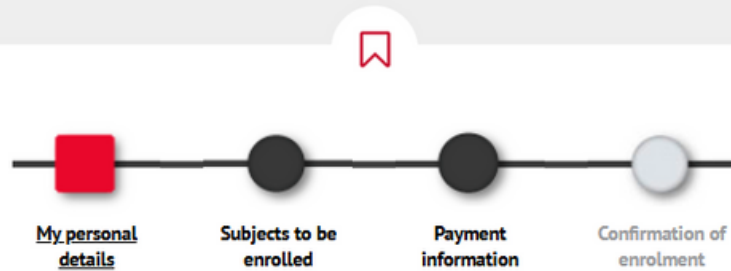 My personal
details
Subjects to be
enrolled
Payment
information
Confirmation of
enrolment